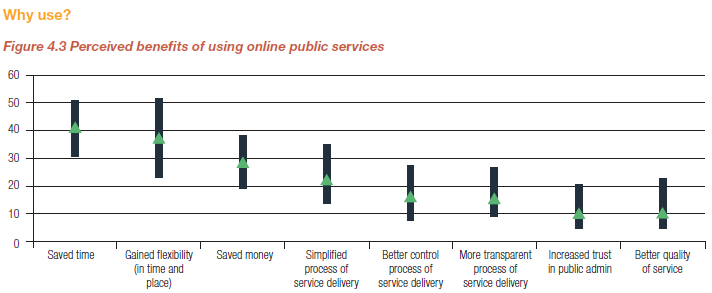 Why use?
Figure 4.3 Perceived benefits of using online public services
60
50
40
30
20
10
0
Saved time
Gained flexibility
(in time and
place)
Saved money
Simplified
process of
service delivery
Better control
process of
service delivery
More transparent
process of
service delivery
Increased trust
in public admin
Better quality
of service